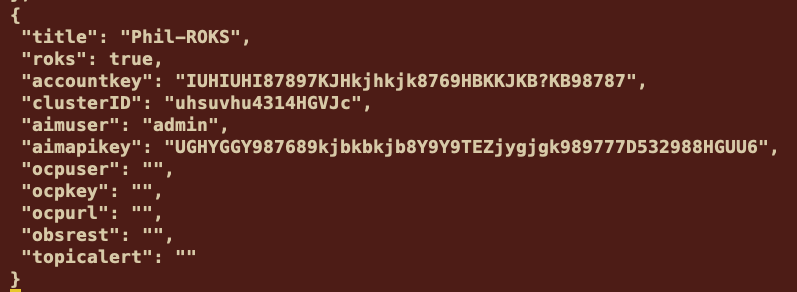 },
{
"title": "Phil-ROKS",
"roks": true,
"accountkey": "IUHIUHI87897KJHkjhkjk8769HBKKJKB?KB98787",
"clusterID": "uhsuvhu4314HGVJc",
"aimuser": "admin",
"aimapikey": "UGHYGGY987689kjbkbkjb8Y9Y9TEZjygjgk989777D532988HGUU6",
"ocpuser": "",
"ocpkey": "",
"ocpurl": "",
"obsrest": "",
"topicalert": ""
}